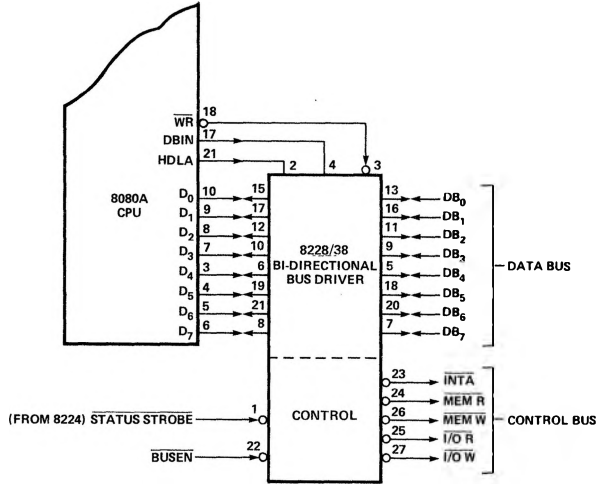 18
WR
17
DBIN
21
HDLA
2 4 3
8080A
CPU
D0 10 15 13 DB0
D1 9 17 16 DB1
D2 8 12 11 DB2
D3 7 10 9 DB3
D4 3 6 5 DB4
D5 4 19 18 DB5
D6 5 21 20 DB6
D7 6 8 7 DB7
8228/38
BI-DIRECTIONAL
BUS DRIVER
DATA BUS
CONTROL
23 INTA
24 MEM R
26 MEM W
25 I/O R
27 I/O W
CONTROL BUS
(FROM 8224) STATUS STROBE 1
BUSEN 22